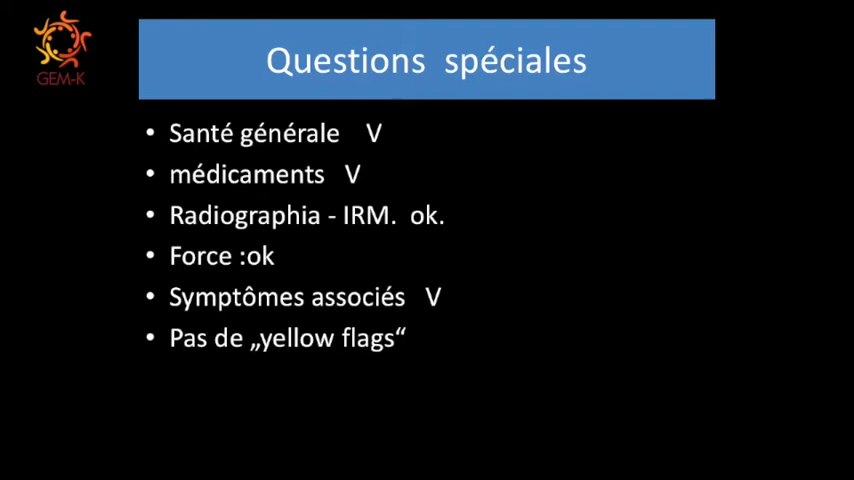 GEM-K
Questions spéciales
• Santé générale V
• médicaments V
• Radiographia - IRM. ok.
• Force :ok
• Symptômes associés V
• Pas de „yellow flags“